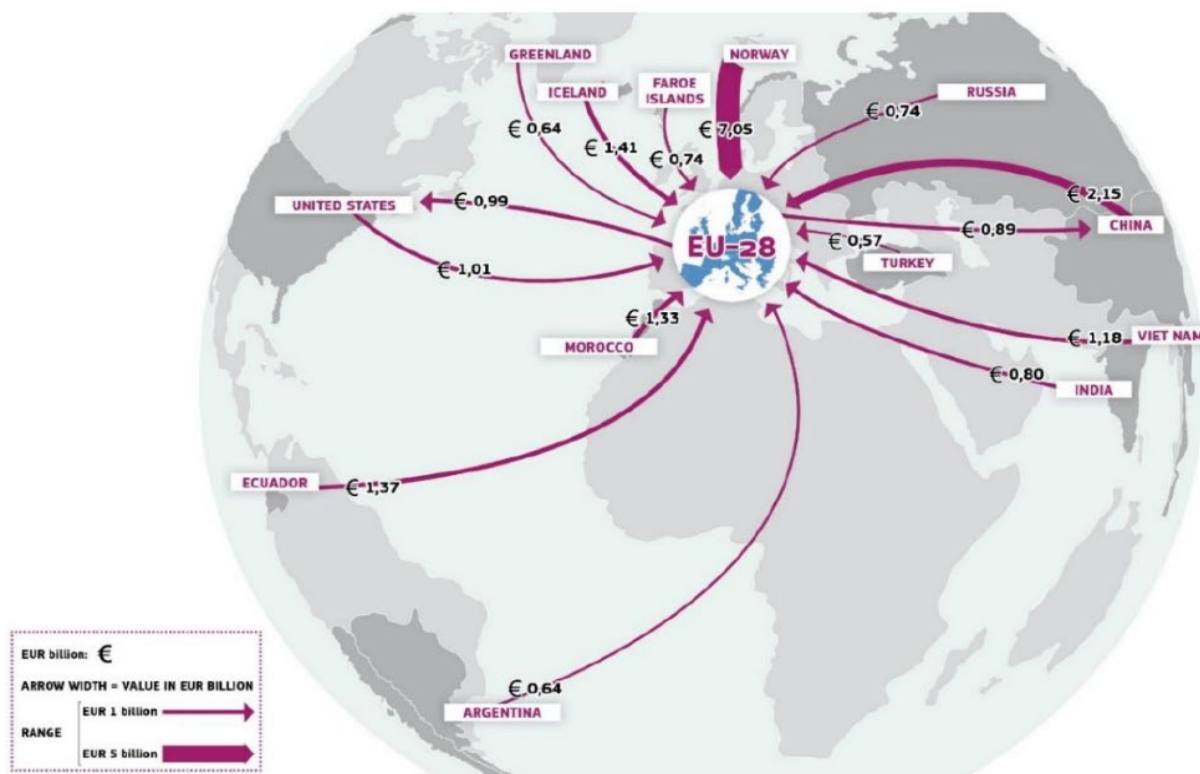 GREENLAND
NORWAY
ICELAND
FAROE
ISLANDS
RUSSIA
€ 0,64
€ 1,41
€ 0,74
€ 7,05
€ 0,74
UNITED STATES
€ 0,99
€ 2,15
CHINA
€ 0,89
EU-28
€ 0,57
TURKEY
€ 1,01
€ 1,33
MOROCCO
€ 1,18
VIET NAM
€ 0,80
INDIA
ECUADOR
€ 1,37
€ 0,64
ARGENTINA
EUR billion: €
ARROW WIDTH = VALUE IN EUR BILLION
RANGE
EUR 1 billion
EUR 5 billion